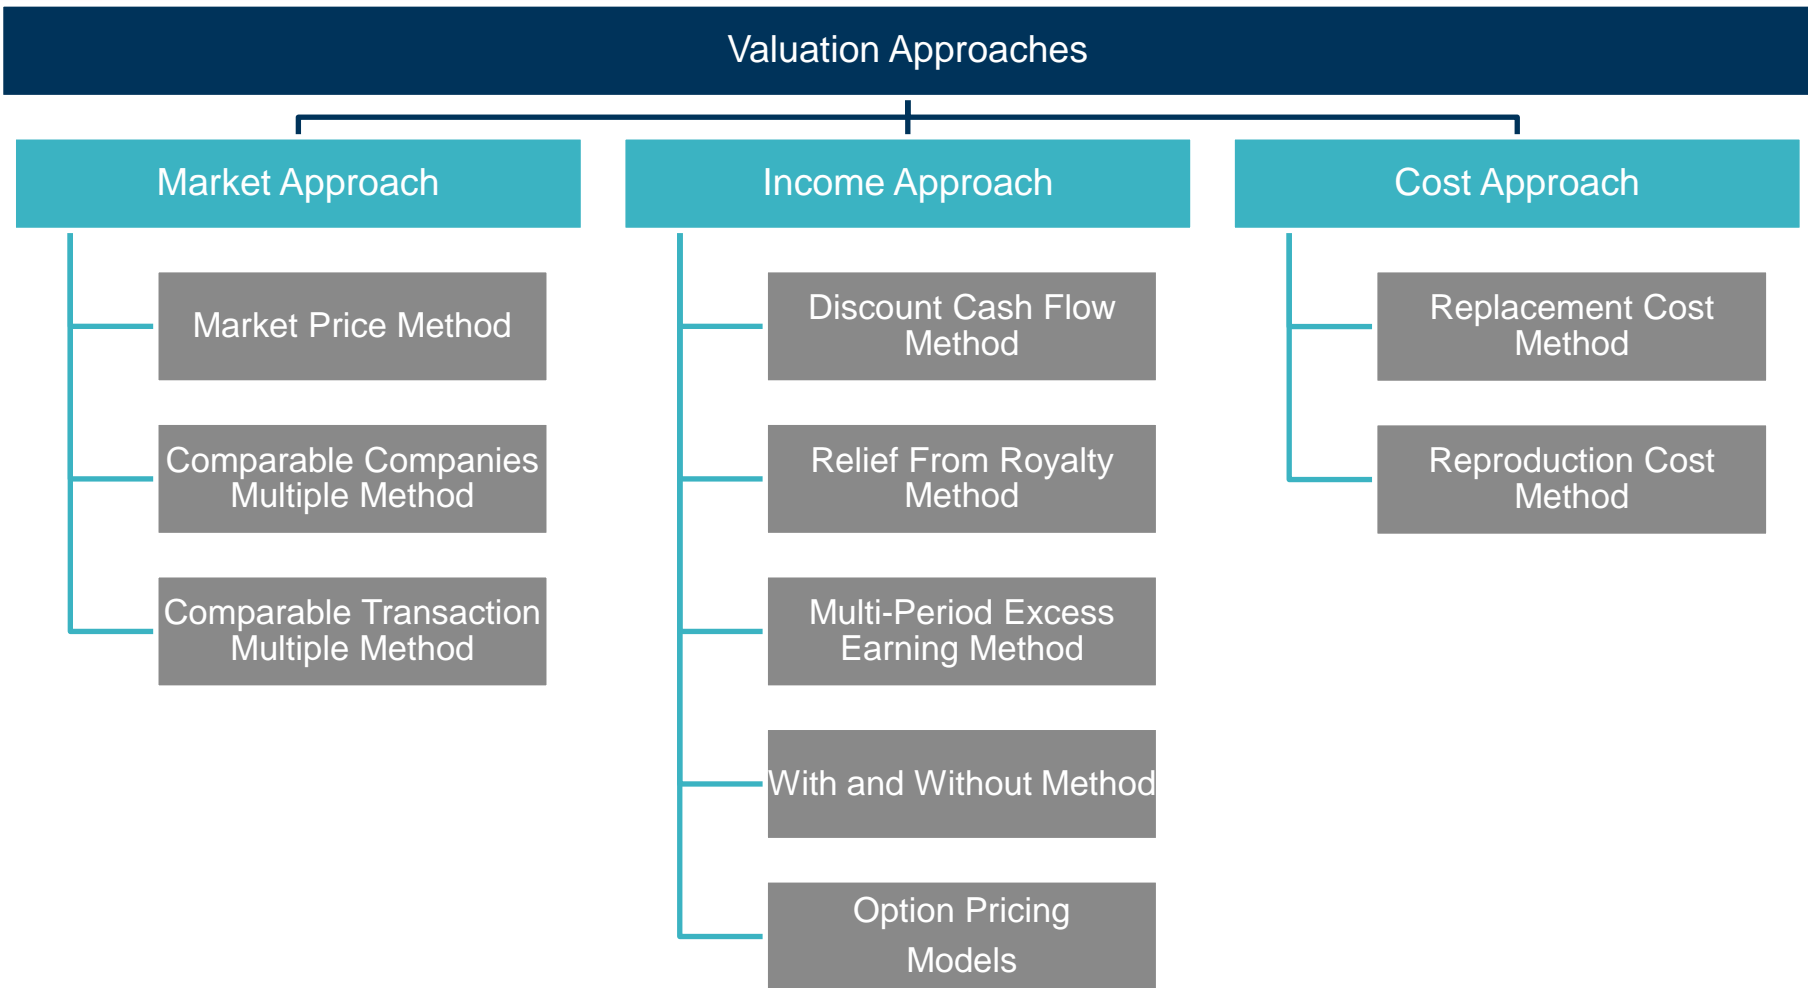 Valuation Approaches
Market Approach
Market Price Method
Comparable Companies
Multiple Method
Comparable Transaction
Multiple Method
Income Approach
Discount Cash Flow
Method
Relief From Royalty
Method
Multi-Period Excess
Earning Method
With and Without Method
Option Pricing
Models
Cost Approach
Replacement Cost
Method
Reproduction Cost
Method